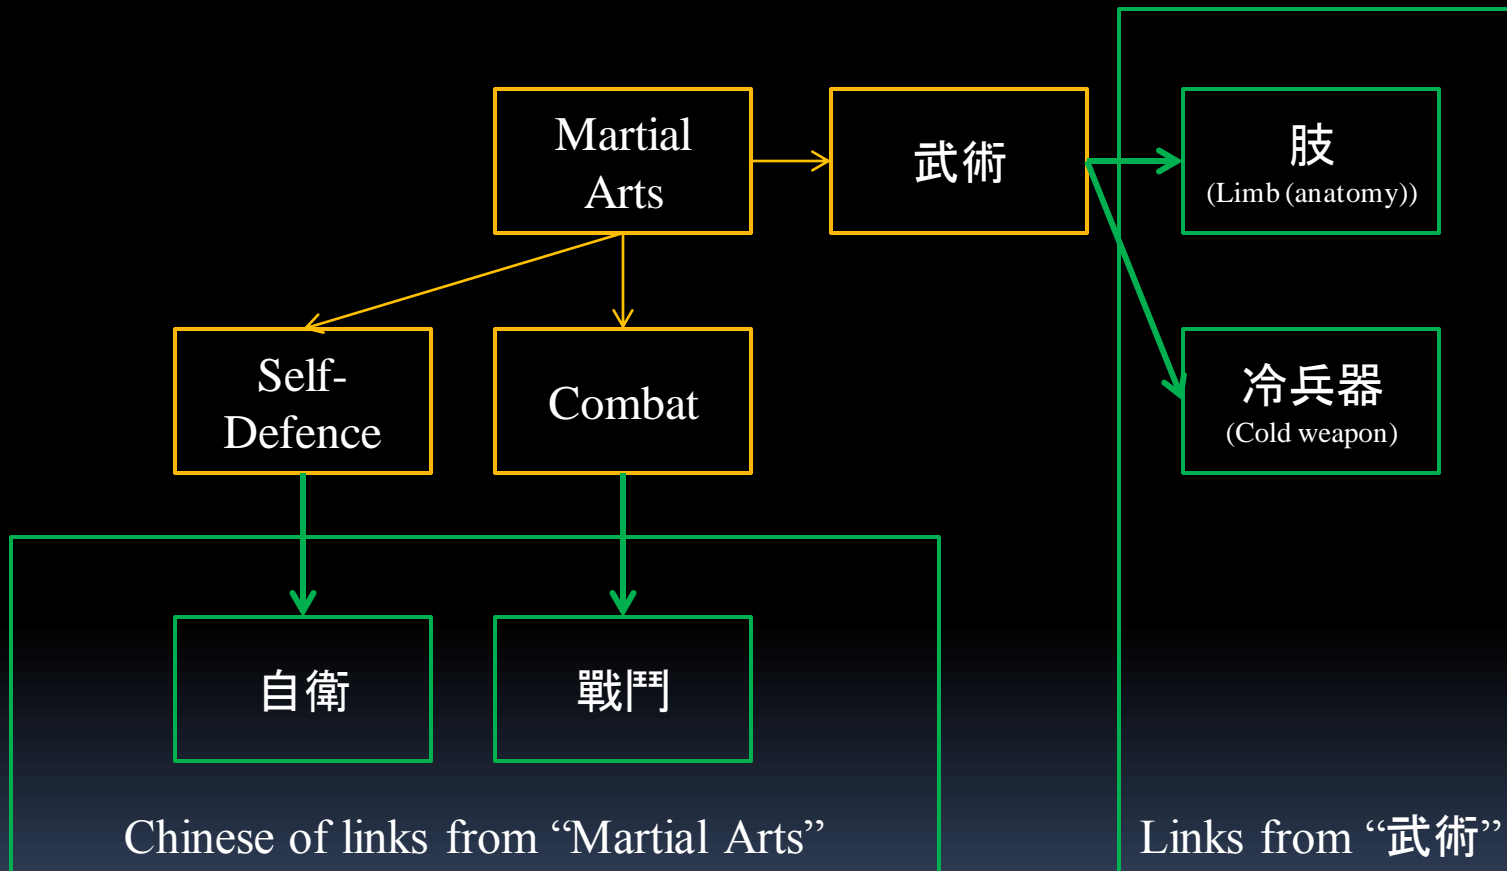 Martial
Arts
武術
肢
(Limb (anatomy))
Self-
Defence
Combat
冷兵器
(Cold weapon)
自衛
戰鬥
Chinese of links from “Martial Arts”
Links from “武術”